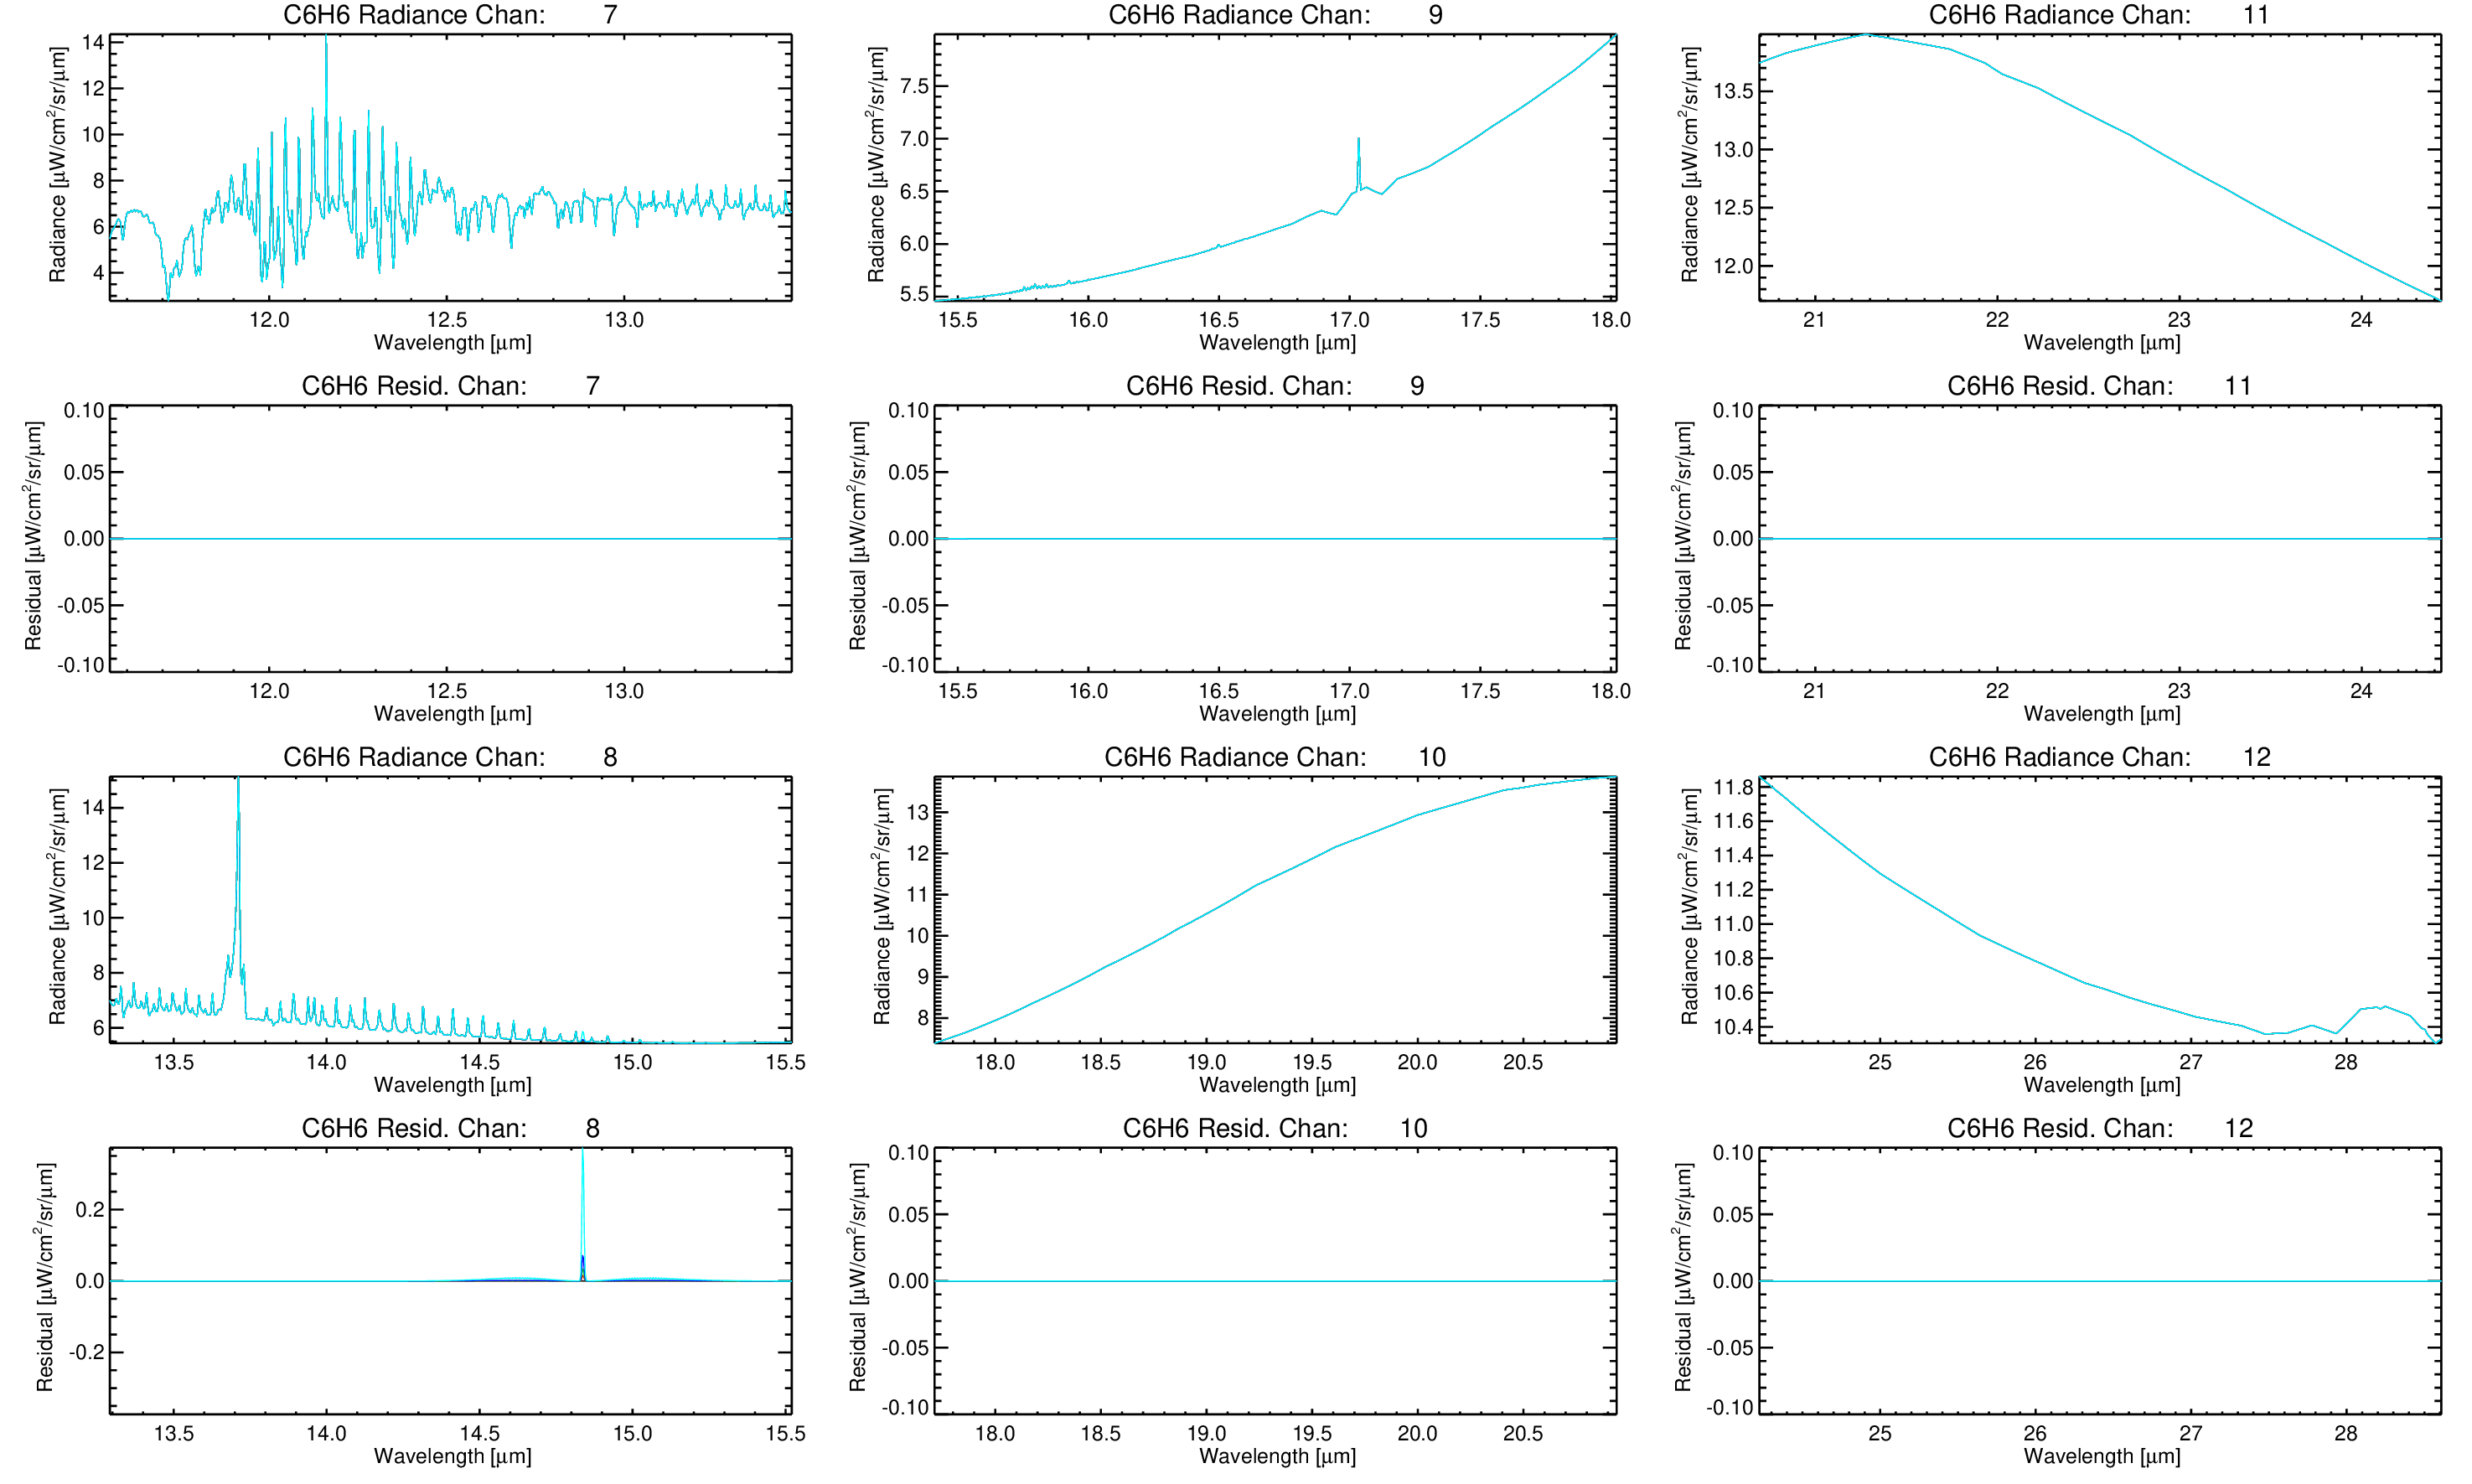 C6H6 Radiance Chan: 7
Radiance [μW/cm²/sr/μm]
14
12
10
8
6
4
12.0 12.5 13.0
Wavelength [μm]
C6H6 Radiance Chan: 9
Radiance [μW/cm²/sr/μm]
7.5
7.0
6.5
6.0
5.5
15.5 16.0 16.5 17.0 17.5 18.0
Wavelength [μm]
C6H6 Radiance Chan: 11
Radiance [μW/cm²/sr/μm]
13.5
13.0
12.5
12.0
21 22 23 24
Wavelength [μm]
C6H6 Resid. Chan: 7
Residual [μW/cm²/sr/μm]
0.10
0.05
0.00
-0.05
-0.10
12.0 12.5 13.0
Wavelength [μm]
C6H6 Resid. Chan: 9
Residual [μW/cm²/sr/μm]
0.10
0.05
0.00
-0.05
-0.10
15.5 16.0 16.5 17.0 17.5 18.0
Wavelength [μm]
C6H6 Resid. Chan: 11
Residual [μW/cm²/sr/μm]
0.10
0.05
0.00
-0.05
-0.10
21 22 23 24
Wavelength [μm]
C6H6 Radiance Chan: 8
Radiance [μW/cm²/sr/μm]
14
12
10
8
6
13.5 14.0 14.5 15.0 15.5
Wavelength [μm]
C6H6 Radiance Chan: 10
Radiance [μW/cm²/sr/μm]
13
12
11
10
9
8
18.0 18.5 19.0 19.5 20.0 20.5
Wavelength [μm]
C6H6 Radiance Chan: 12
Radiance [μW/cm²/sr/μm]
11.8
11.6
11.4
11.2
11.0
10.8
10.6
10.4
25 26 27 28
Wavelength [μm]
C6H6 Resid. Chan: 8
Residual [μW/cm²/sr/μm]
0.2
0.0
-0.2
13.5 14.0 14.5 15.0 15.5
Wavelength [μm]
C6H6 Resid. Chan: 10
Residual [μW/cm²/sr/μm]
0.10
0.05
0.00
-0.05
-0.10
18.0 18.5 19.0 19.5 20.0 20.5
Wavelength [μm]
C6H6 Resid. Chan: 12
Residual [μW/cm²/sr/μm]
0.10
0.05
0.00
-0.05
-0.10
25 26 27 28
Wavelength [μm]